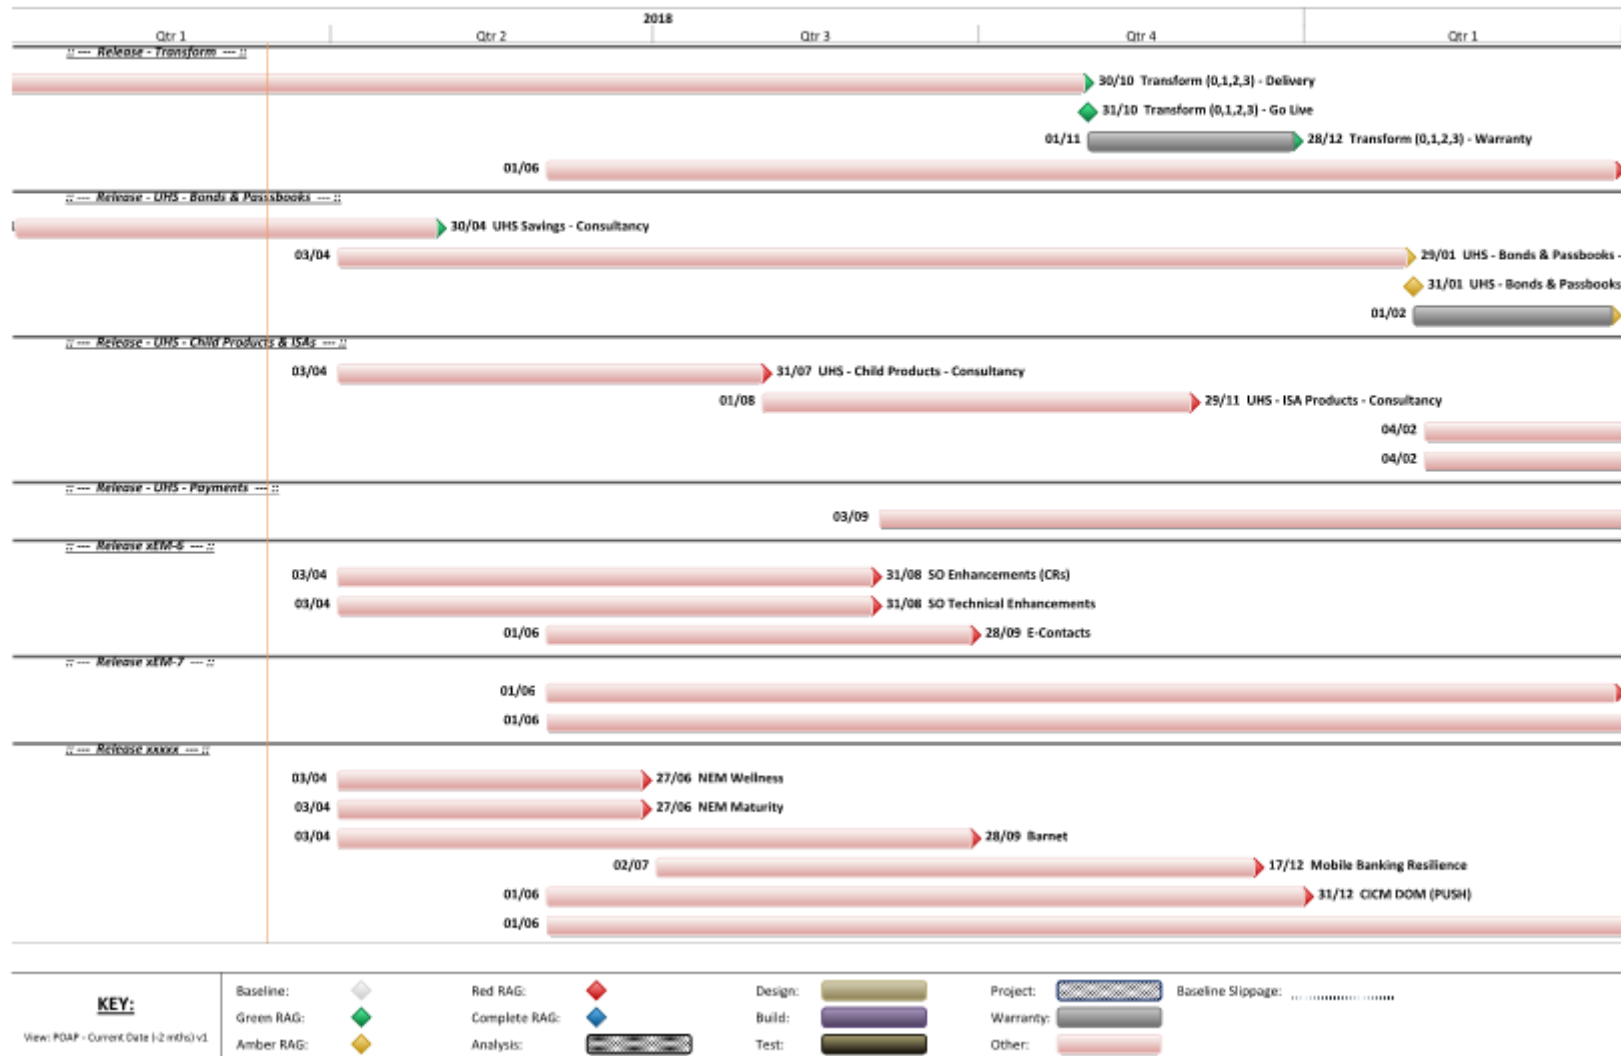 2018
Qtr 1 Qtr 2 Qtr 3 Qtr 4 Qtr 1
:: --- Release - Transform --- ::
30/10 Transform (0,1,2,3) - Delivery
31/10 Transform (0,1,2,3) - Go Live
01/11 28/12 Transform (0,1,2,3) - Warranty
01/06
:: --- Release - UHS - Bonds & Passsbooks --- ::
30/04 UHS Savings - Consultancy
03/04 29/01 UHS - Bonds & Passbooks -
31/01 UHS - Bonds & Passbooks
01/02
:: --- Release - UHS - Child Products & ISAs --- ::
03/04 31/07 UHS - Child Products - Consultancy
01/08 29/11 UHS - ISA Products - Consultancy
04/02
04/02
:: --- Release - UHS - Payments --- ::
03/09
:: --- Release xEM-6 --- ::
03/04 31/08 SO Enhancements (CRs)
03/04 31/08 SO Technical Enhancements
01/06 28/09 E-Contacts
:: --- Release xEM-7 --- ::
01/06
01/06
:: --- Release xxxxx --- ::
03/04 27/06 NEM Wellness
03/04 27/06 NEM Maturity
03/04 28/09 Barnet
02/07 17/12 Mobile Banking Resilience
01/06 31/12 CICM DOM (PUSH)
01/06
KEY:
View: POAP - Current Date (-2 mths) v1
Baseline: Red RAG: Design: Project: Baseline Slippage:
Green RAG: Complete RAG: Build: Warranty:
Amber RAG: Analysis: Test: Other: